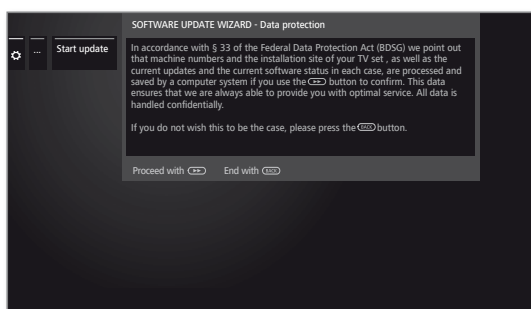 SOFTWARE UPDATE WIZARD - Data protection
... Start update
In accordance with § 33 of the Federal Data Protection Act (BDSG) we point out
that machine numbers and the installation site of your TV set , as well as the
current updates and the current software status in each case, are processed and
saved by a computer system if you use the button to confirm. This data
ensures that we are always able to provide you with optimal service. All data is
handled confidentially.
If you do not wish this to be the case, please press the BACK button.
Proceed with End with BACK